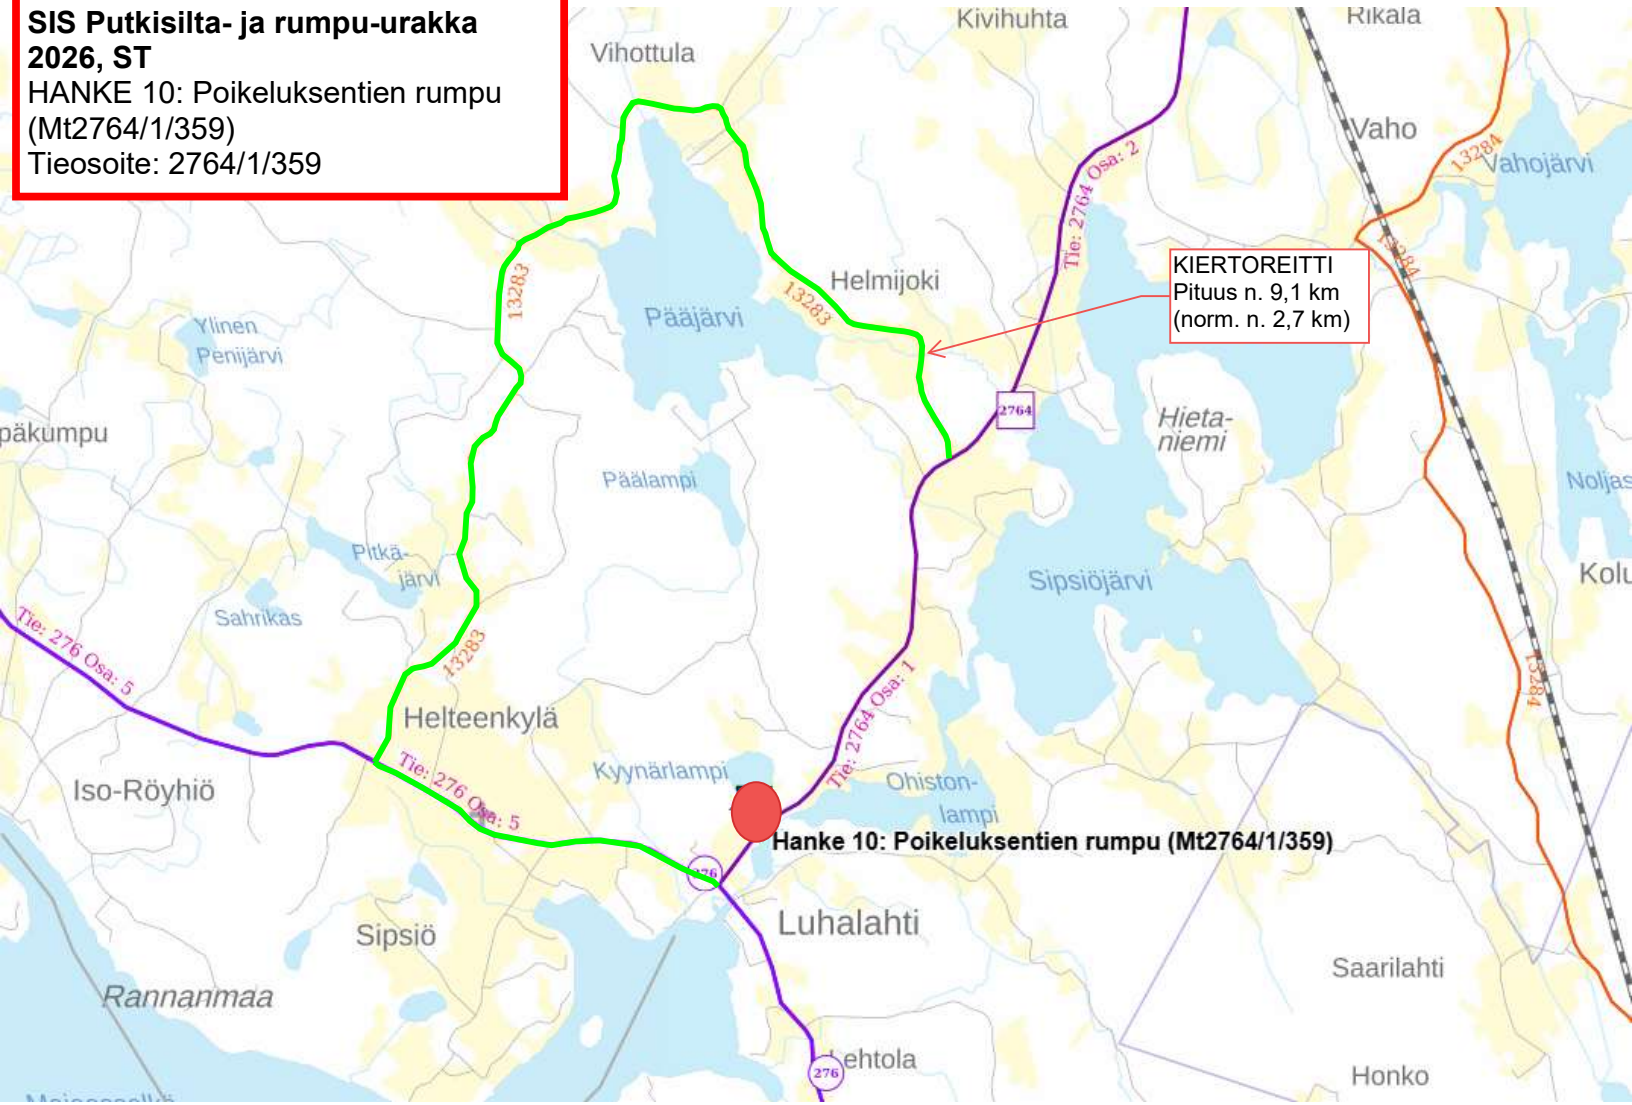 SIS Putkisilta- ja rumpu-urakka
2026, ST
HANKE 10: Poikeluksentien rumpu
(Mt2764/1/359)
Tieosoite: 2764/1/359
Vihottula
Kivihuhta
Rikala
Vaho
Vahojärvi
13284
13284
Tie: 2764 Osa: 2
KIERTOREITTI
Pituus n. 9,1 km
(norm. n. 2,7 km)
Helmijoki
13283
13283
Pääjärvi
Ylinen
Penijärvi
2764
Hieta-
niemi
päkumpu
Päälampi
Noljas
Pitkä-
järvi
Sipsiöjärvi
Kolu
Sahrikas
Tie: 276 Osa: 5
13283
13284
Tie: 2764 Osa: 1
Helteenkylä
Tie: 276 Osa: 5
Kyynärlampi
Iso-Röyhiö
Ohiston-
lampi
Hanke 10: Poikeluksentien rumpu (Mt2764/1/359)
276
Luhalahti
Sipsiö
Saarilahti
Rannanmaa
Lehtola
276
Honko